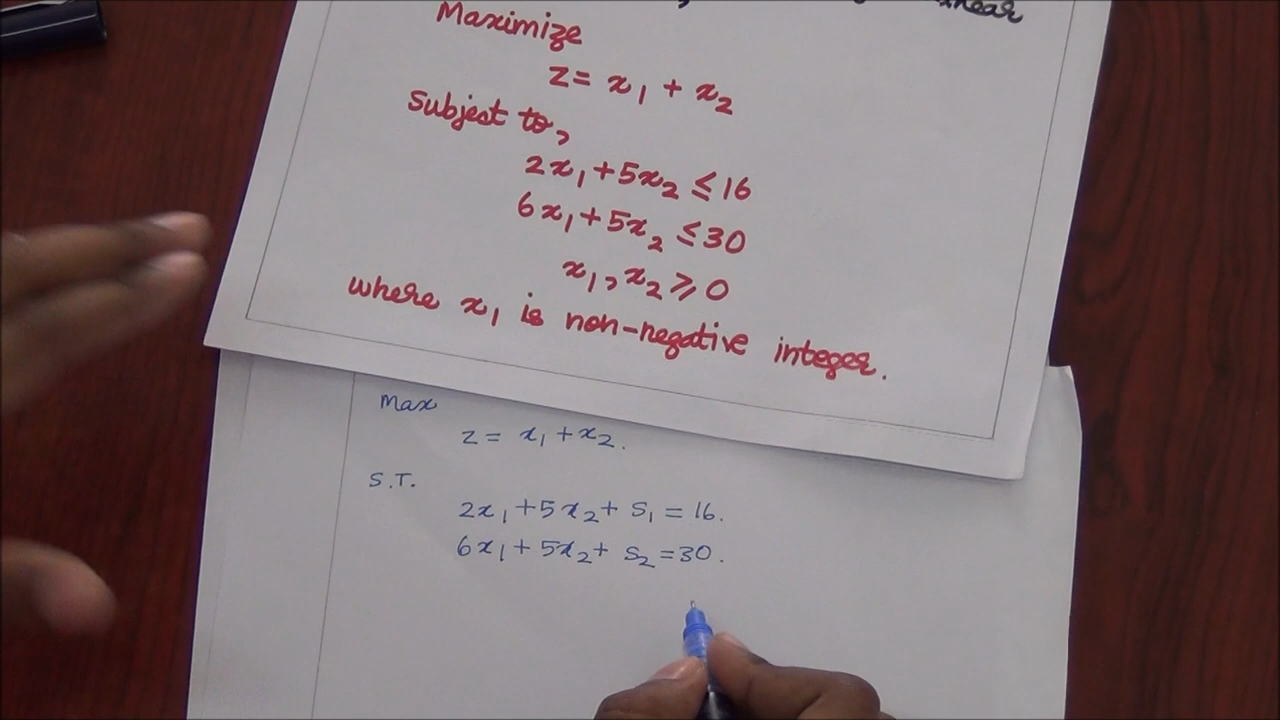 Maximize
z = x₁ + x₂
Subject to,
2x₁ + 5x₂ ≤ 16
6x₁ + 5x₂ ≤ 30
x₁, x₂ ≥ 0
where x₁ is non-negative integer.
Max
z = x₁ + x₂.
S.T.
2x₁ + 5x₂ + S₁ = 16.
6x₁ + 5x₂ + S₂ = 30.